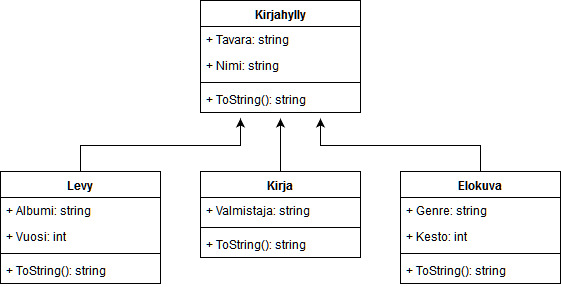 Kirjahylly
+ Tavara: string
+ Nimi: string
+ ToString(): string
Levy
+ Albumi: string
+ Vuosi: int
+ ToString(): string
Kirja
+ Valmistaja: string
+ ToString(): string
Elokuva
+ Genre: string
+ Kesto: int
+ ToString(): string